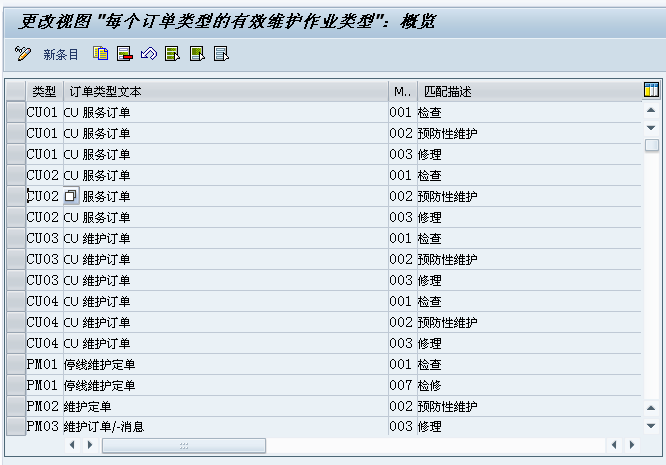 更改视图 "每个订单类型的有效维护作业类型": 概览
新条目
类型 订单类型文本 M.. 匹配描述
CU01 CU 服务订单 001 检查
CU01 CU 服务订单 002 预防性维护
CU01 CU 服务订单 003 修理
CU02 CU 服务订单 001 检查
CU02 服务订单 002 预防性维护
CU02 CU 服务订单 003 修理
CU03 CU 维护订单 001 检查
CU03 CU 维护订单 002 预防性维护
CU03 CU 维护订单 003 修理
CU04 CU 维护订单 001 检查
CU04 CU 维护订单 002 预防性维护
CU04 CU 维护订单 003 修理
PM01 停线维护定单 001 检查
PM01 停线维护定单 007 检修
PM02 维护定单 002 预防性维护
PM03 维护订单/-消息 003 修理